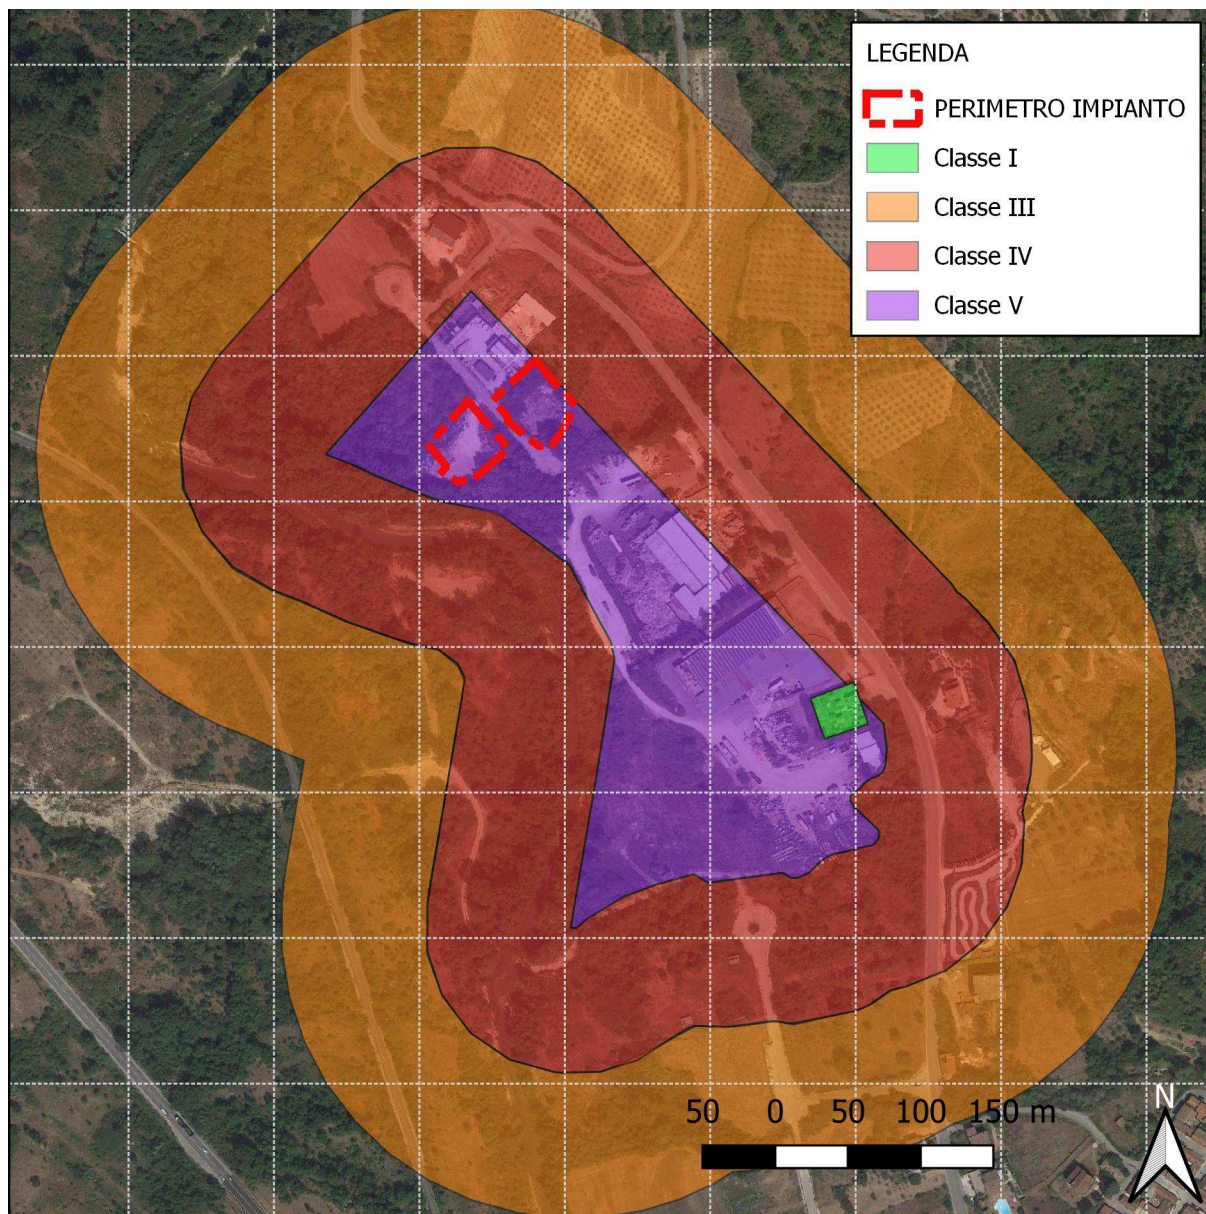 LEGENDA
PERIMETRO IMPIANTO
Classe I
Classe III
Classe IV
Classe V
50 0 50 100 150 m
N